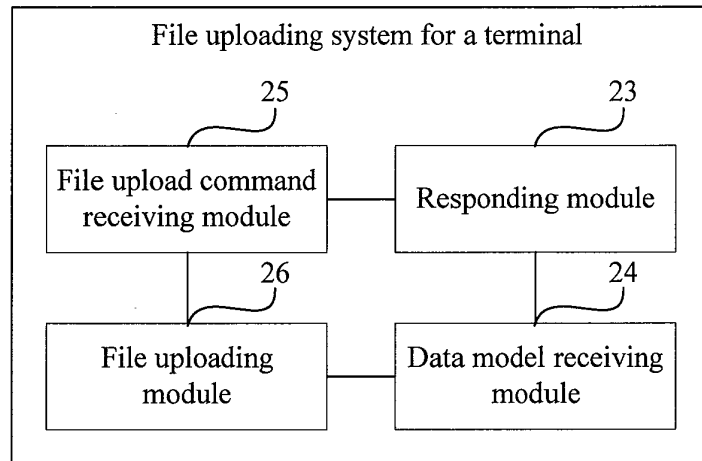 File uploading system for a terminal
25
23
File upload command
receiving module
Responding module
26
24
File uploading
module
Data model receiving
module